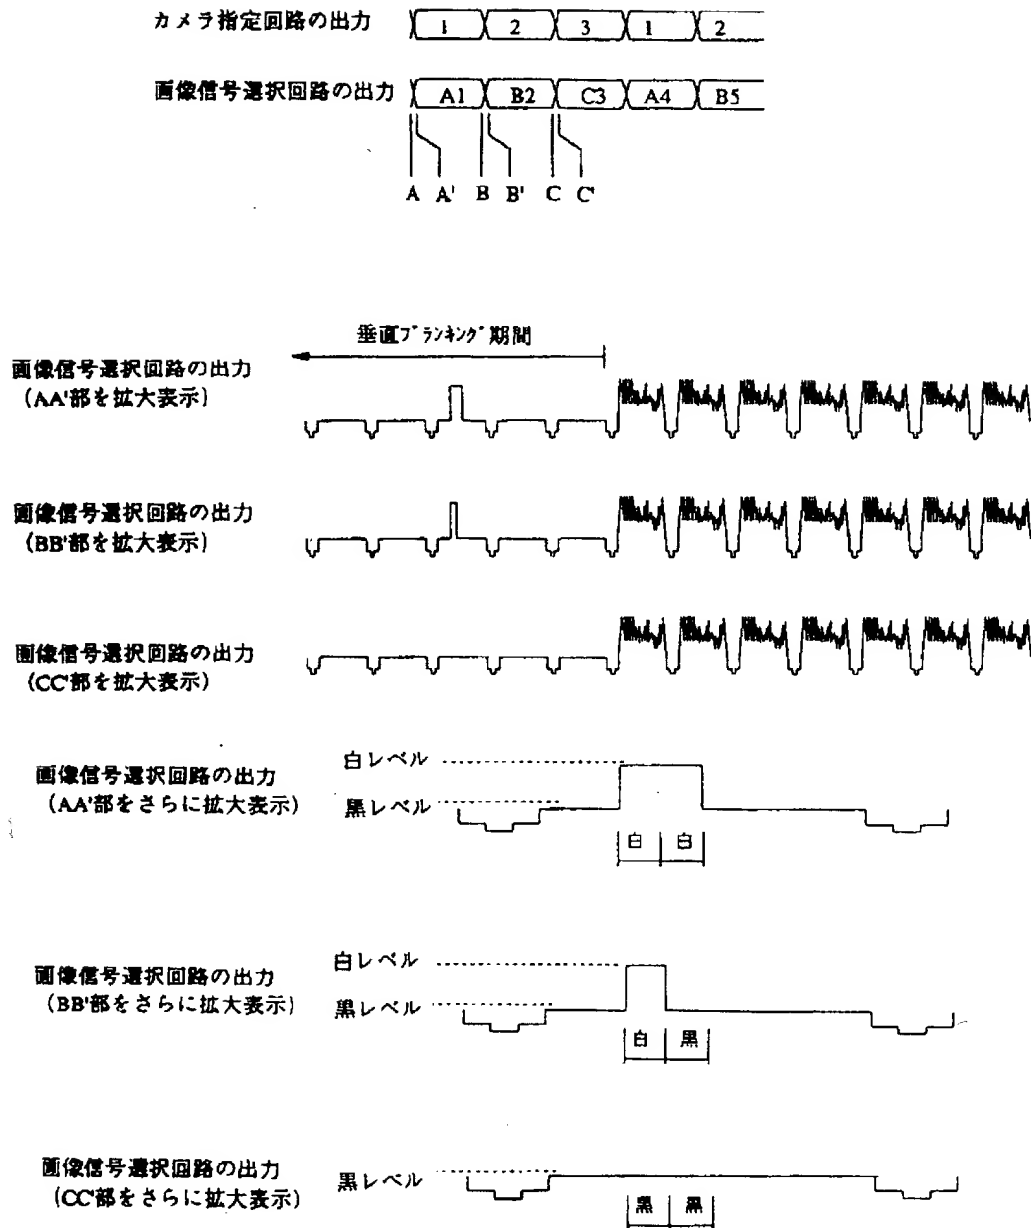 カメラ指定回路の出力 1 2 3 1 2
画像信号選択回路の出力 A1 B2 C3 A4 B5
A A' B B' C C'
垂直ブランキング期間
画像信号選択回路の出力
(AA'部を拡大表示)
画像信号選択回路の出力
(BB'部を拡大表示)
画像信号選択回路の出力
(CC'部を拡大表示)
画像信号選択回路の出力
(AA'部をさらに拡大表示)
白レベル
黒レベル
白 白
画像信号選択回路の出力
(BB'部をさらに拡大表示)
白レベル
黒レベル
白 黒
画像信号選択回路の出力
(CC'部をさらに拡大表示)
黒レベル
黒 黒